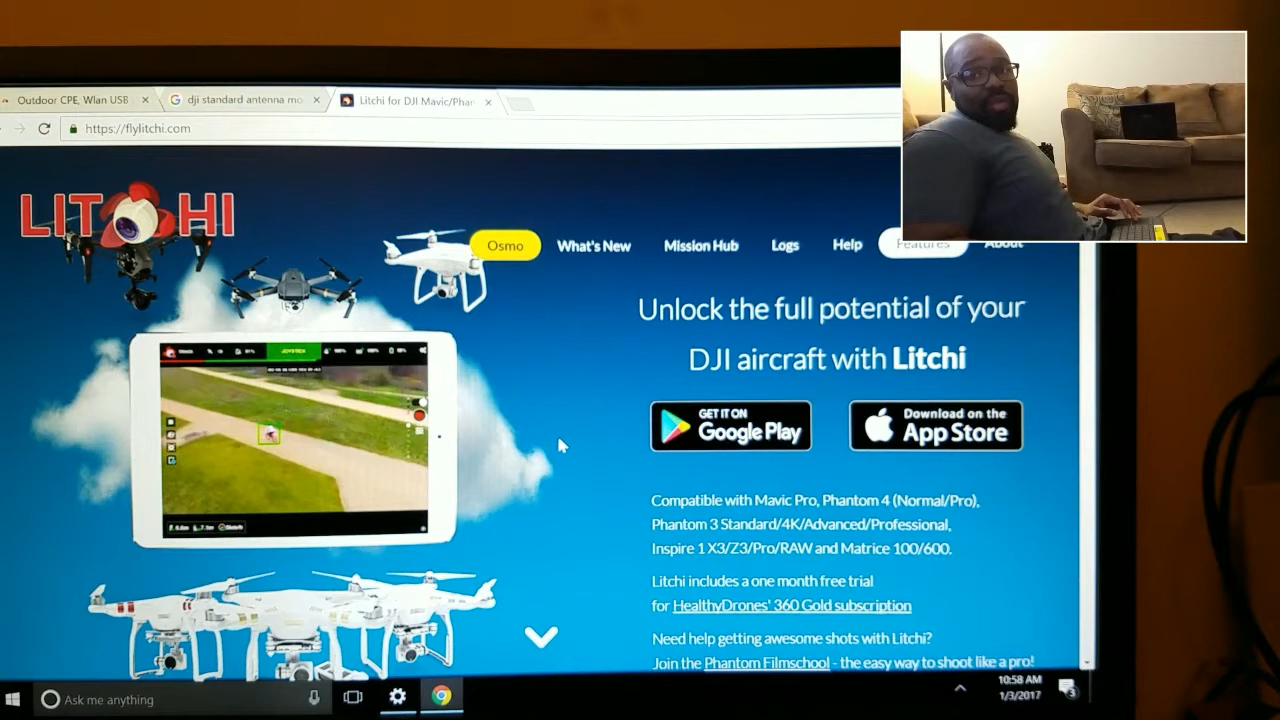 Outdoor CPE, Wlan USB
dji standard antenna mo
Litchi for DJI Mavic/Phan
https://flylitchi.com
LITCHI
Osmo
What's New
Mission Hub
Logs
Help
Features
About
Unlock the full potential of your
DJI aircraft with Litchi
GET IT ON
Google Play
Download on the
App Store
JOYSTICK
Compatible with Mavic Pro, Phantom 4 (Normal/Pro),
Phantom 3 Standard/4K/Advanced/Professional,
Inspire 1 X3/Z3/Pro/RAW and Matrice 100/600.
Litchi includes a one month free trial
for HealthyDrones' 360 Gold subscription
Need help getting awesome shots with Litchi?
Join the Phantom Filmschool - the easy way to shoot like a pro!
Ask me anything
10:58 AM
1/3/2017
3